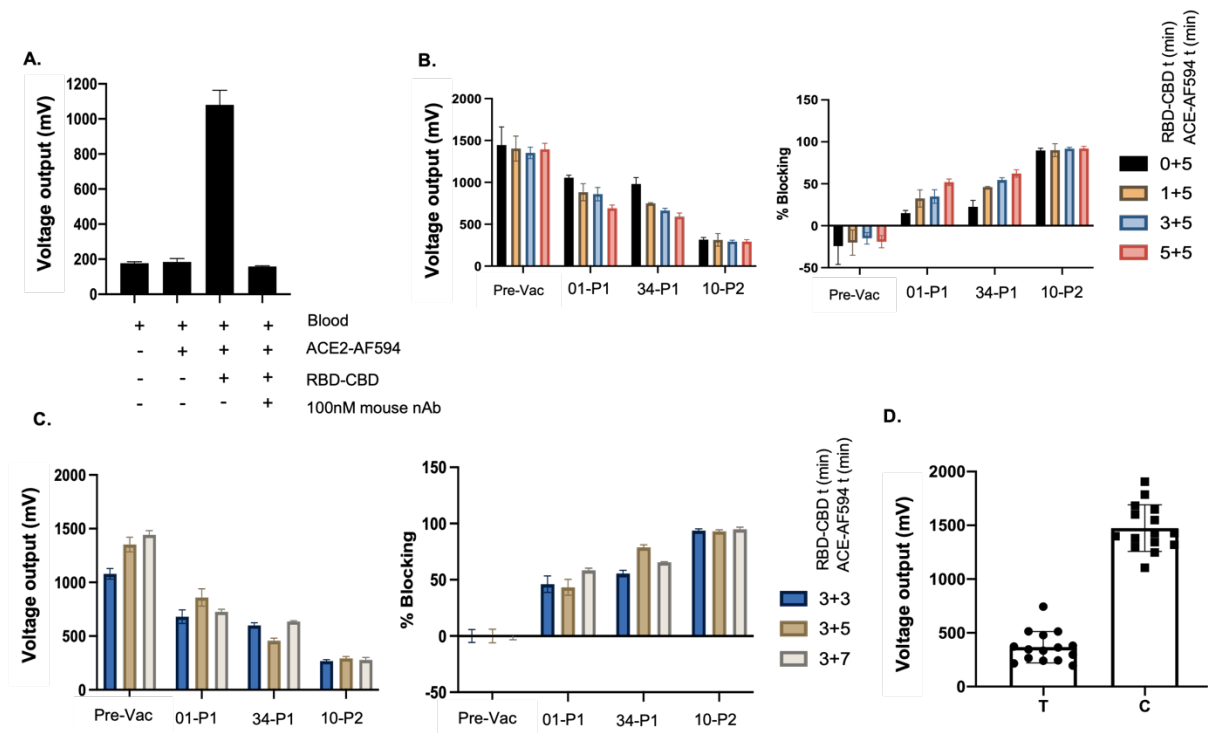 A.
Voltage output (mV)
1200
1000
800
600
400
200
0
+ + + + Blood
- + + + ACE2-AF594
- - + + RBD-CBD
- - - + 100nM mouse nAb
B.
Voltage output (mV)
2000
1500
1000
500
0
Pre-Vac 01-P1 34-P1 10-P2
% Blocking
100
50
0
-50
Pre-Vac 01-P1 34-P1 10-P2
RBD-CBD t (min)
ACE-AF594 t (min)
0+5
1+5
3+5
5+5
C.
Voltage output (mV)
2000
1500
1000
500
0
Pre-Vac 01-P1 34-P1 10-P2
% Blocking
100
50
0
-50
Pre-Vac 01-P1 34-P1 10-P2
RBD-CBD t (min)
ACE-AF594 t (min)
3+3
3+5
3+7
D.
Voltage output (mV)
2000
1500
1000
500
0
T C